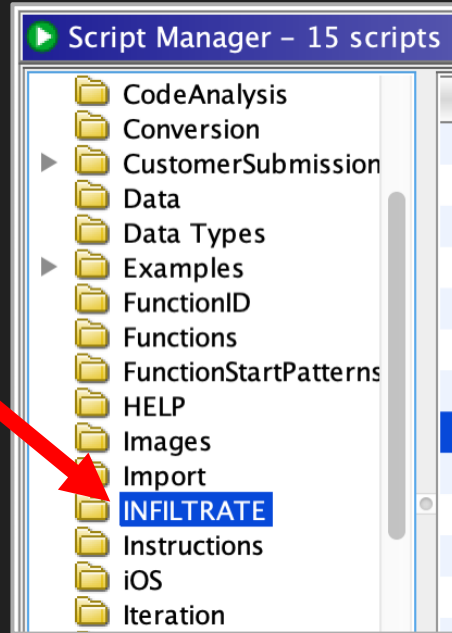 Script Manager – 15 scripts
CodeAnalysis
Conversion
CustomerSubmission
Data
Data Types
Examples
FunctionID
Functions
FunctionStartPatterns
HELP
Images
Import
INFILTRATE
Instructions
iOS
Iteration